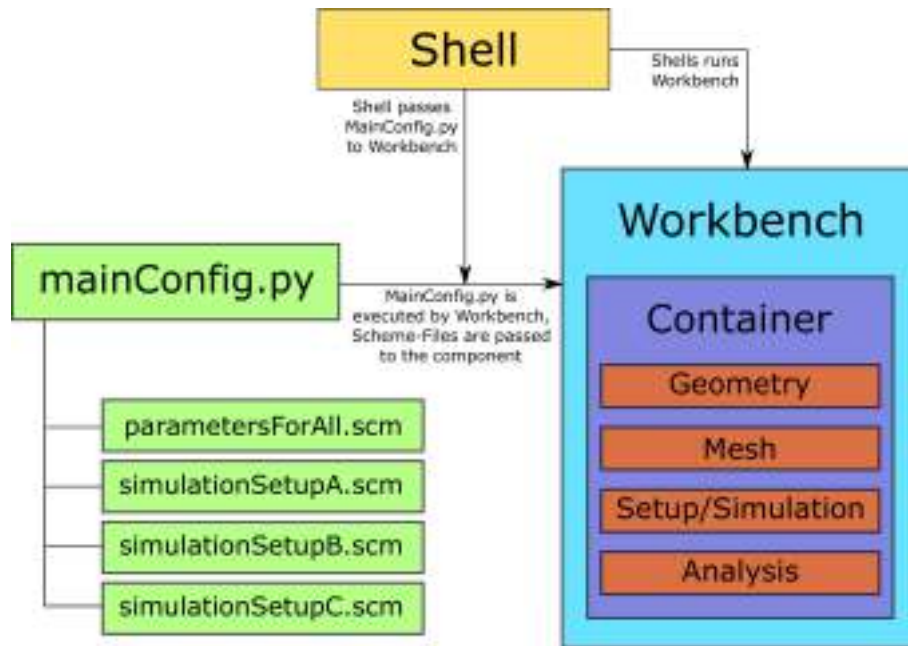 Shell
Shells runs
Workbench
Shell passes
MainConfig.py
to Workbench
Workbench
mainConfig.py
MainConfig.py is
executed by Workbench,
Scheme-Files are passed
to the component
Container
Geometry
Mesh
Setup/Simulation
Analysis
parametersForAll.scm
simulationSetupA.scm
simulationSetupB.scm
simulationSetupC.scm